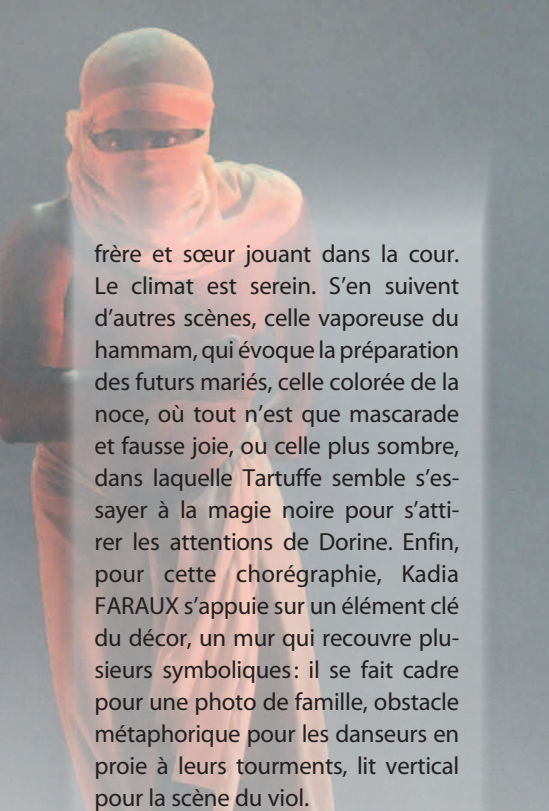 frère et sœur jouant dans la cour.
Le climat est serein. S’en suivent
d’autres scènes, celle vaporeuse du
hammam, qui évoque la préparation
des futurs mariés, celle colorée de la
noce, où tout n’est que mascarade
et fausse joie, ou celle plus sombre,
dans laquelle Tartuffe semble s’es-
sayer à la magie noire pour s’atti-
rer les attentions de Dorine. Enfin,
pour cette chorégraphie, Kadia
FARAUX s’appuie sur un élément clé
du décor, un mur qui recouvre plu-
sieurs symboliques: il se fait cadre
pour une photo de famille, obstacle
métaphorique pour les danseurs en
proie à leurs tourments, lit vertical
pour la scène du viol.